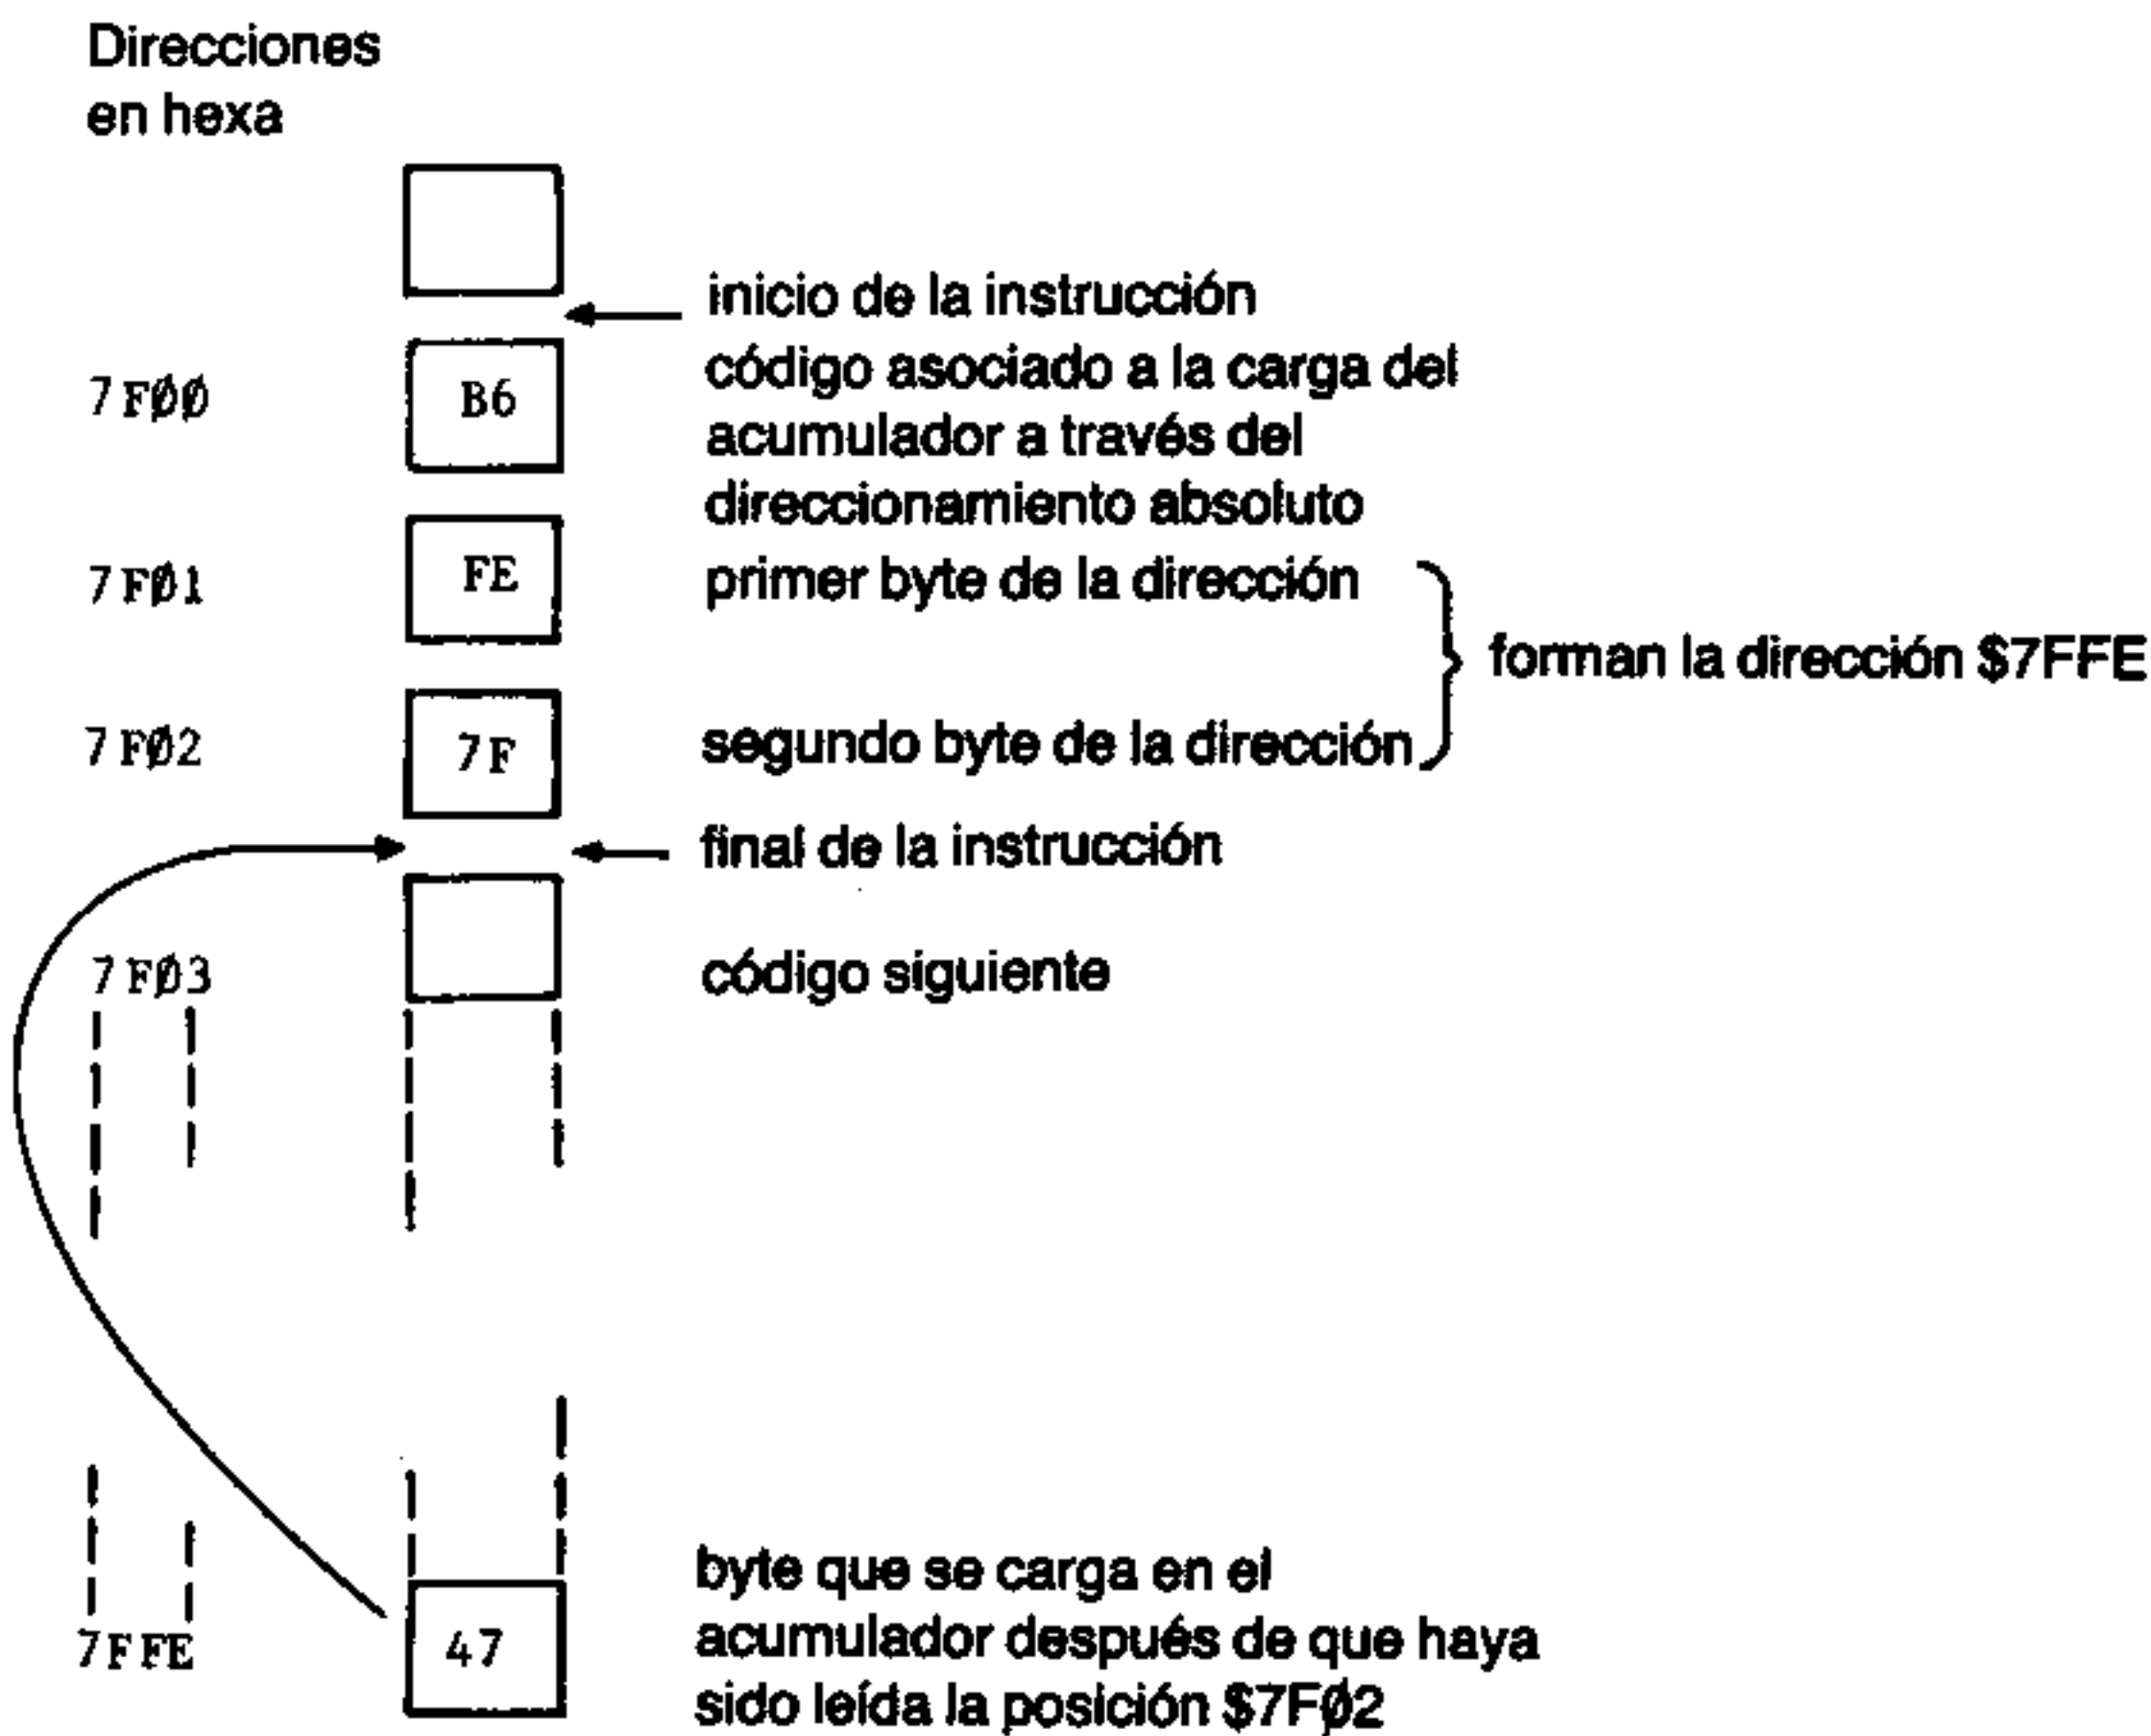 Direcciones
en hexa
inicio de la instrucción
7FØØ B6 código asociado a la carga del
acumulador a través del
direccionamiento absoluto
7FØ1 FE primer byte de la dirección
forman la dirección $7FFE
7FØ2 7F segundo byte de la dirección
final de la instrucción
7FØ3 código siguiente
byte que se carga en el
7FFE 47 acumulador después de que haya
sido leída la posición $7FØ2